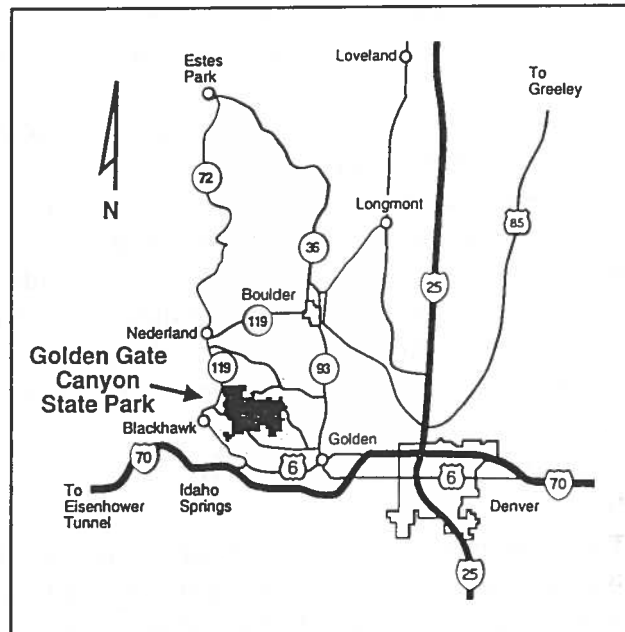 Estes
Park
Loveland
To
Greeley
72
N
Longmont
36
85
Boulder
25
119
Nederland
119
93
Golden Gate
Canyon
State Park
Blackhawk
Golden
6
6
70
70
To
Eisenhower
Tunnel
Idaho
Springs
Denver
25